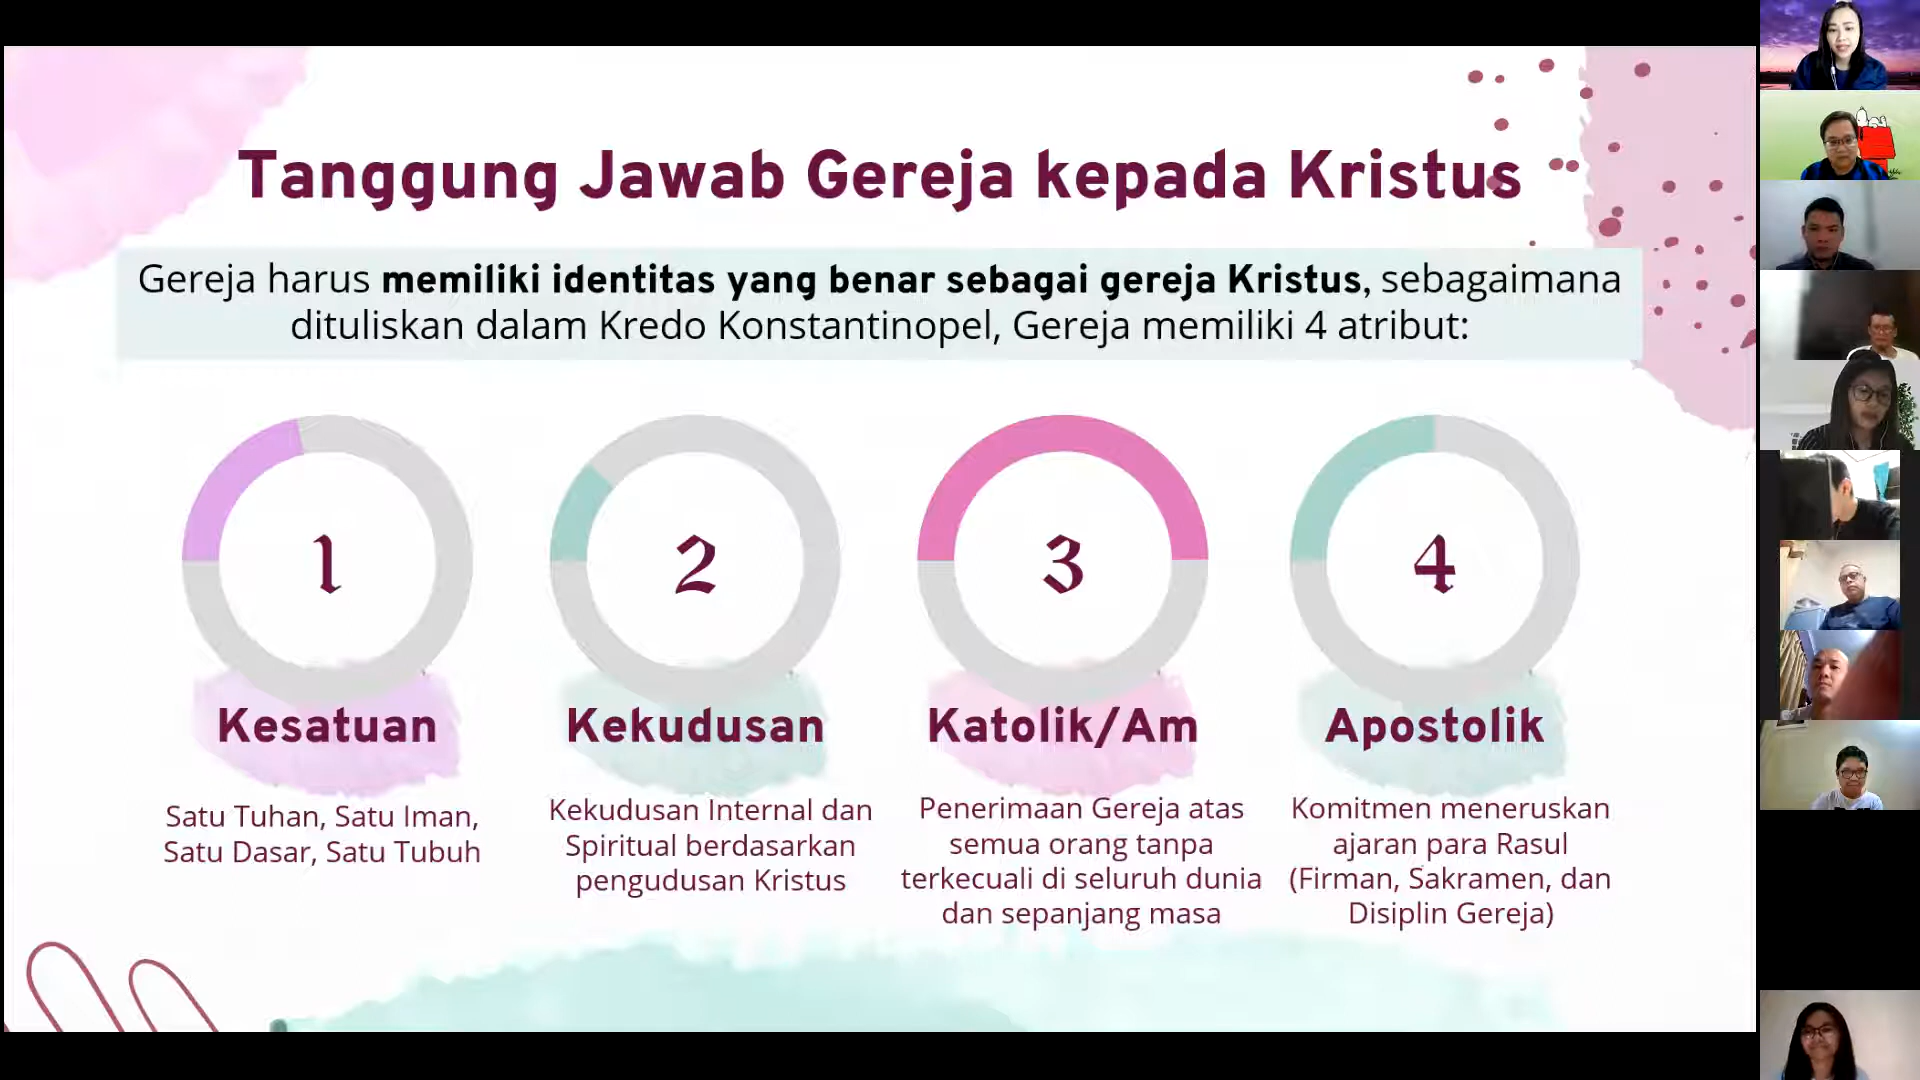 Tanggung Jawab Gereja kepada Kristus
Gereja harus memiliki identitas yang benar sebagai gereja Kristus, sebagaimana
dituliskan dalam Kredo Konstantinopel, Gereja memiliki 4 atribut:
1
Kesatuan
Satu Tuhan, Satu Iman,
Satu Dasar, Satu Tubuh
2
Kekudusan
Kekudusan Internal dan
Spiritual berdasarkan
pengudusan Kristus
3
Katolik/Am
Penerimaan Gereja atas
semua orang tanpa
terkecuali di seluruh dunia
dan sepanjang masa
4
Apostolik
Komitmen meneruskan
ajaran para Rasul
(Firman, Sakramen, dan
Disiplin Gereja)